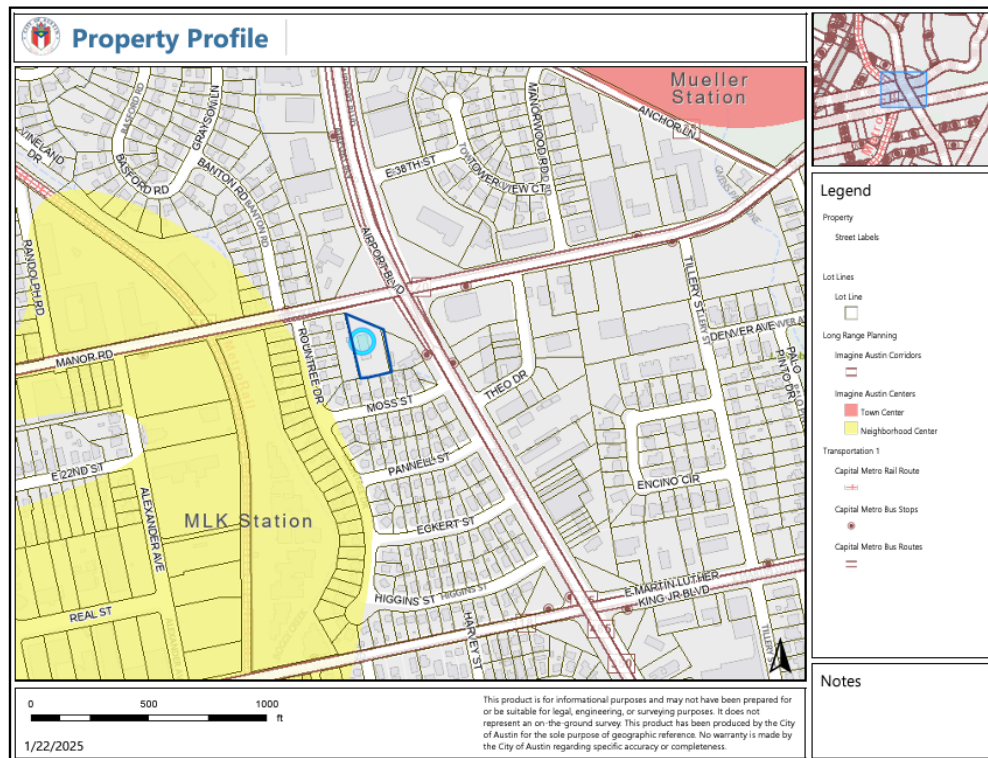 Property Profile
Mueller
Station
ANCHOR LN
BASFORD RD
GRAYSON LN
VINELAND
DR
BASFORD RD
BANTON RD
BANTON RD
AIRPORT BLVD
E 38TH ST
MANORWOOD RD
TOWER VIEW CT
RANDOLPH RD
AIRPORT BLVD
TILLERY ST
DENVER AVE
PALO
PINTO DR
MANOR RD
ROUNTREE DR
MetroRail
THEO DR
MOSS ST
PANNELL ST
E 22ND ST
ENCINO CIR
ALEXANDER AVE
MLK Station
ECKERT ST
HIGGINS ST
HIGGINS ST
E MARTIN LUTHER
KING JR BLVD
REAL ST
HARVEY ST
TILLERY ST
Legend
Property
Street Labels
Lot Lines
Lot Line
Long Range Planning
Imagine Austin Corridors
Imagine Austin Centers
Town Center
Neighborhood Center
Transportation 1
Capital Metro Rail Route
Capital Metro Bus Stops
Capital Metro Bus Routes
Notes
0 500 1000
ft
1/22/2025
This product is for informational purposes and may not have been prepared for
or be suitable for legal, engineering, or surveying purposes. It does not
represent an on-the-ground survey. This product has been produced by the City
of Austin for the sole purpose of geographic reference. No warranty is made by
the City of Austin regarding specific accuracy or completeness.